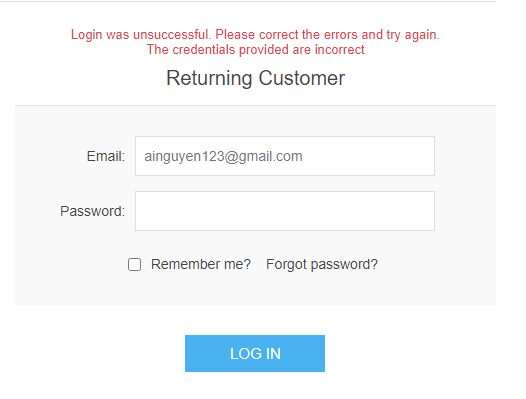 Login was unsuccessful. Please correct the errors and try again.
The credentials provided are incorrect
Returning Customer
Email: ainguyen123@gmail.com
Password:
Remember me? Forgot password?
LOG IN